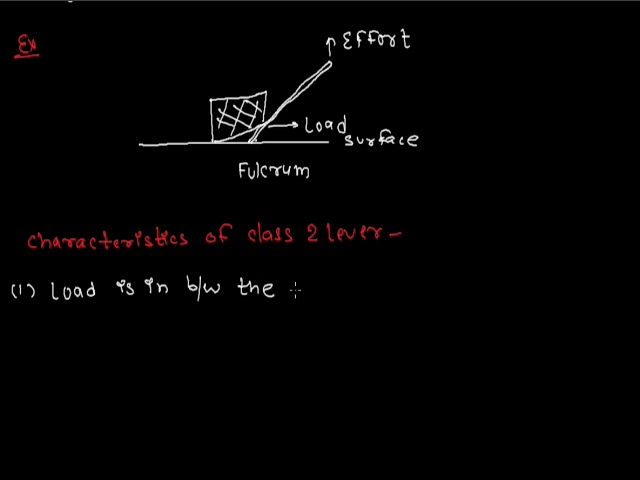 Ex
↑ Effort
→ Load
surface
Fulcrum
characteristics of class 2 lever -
(1) Load is in b/w the